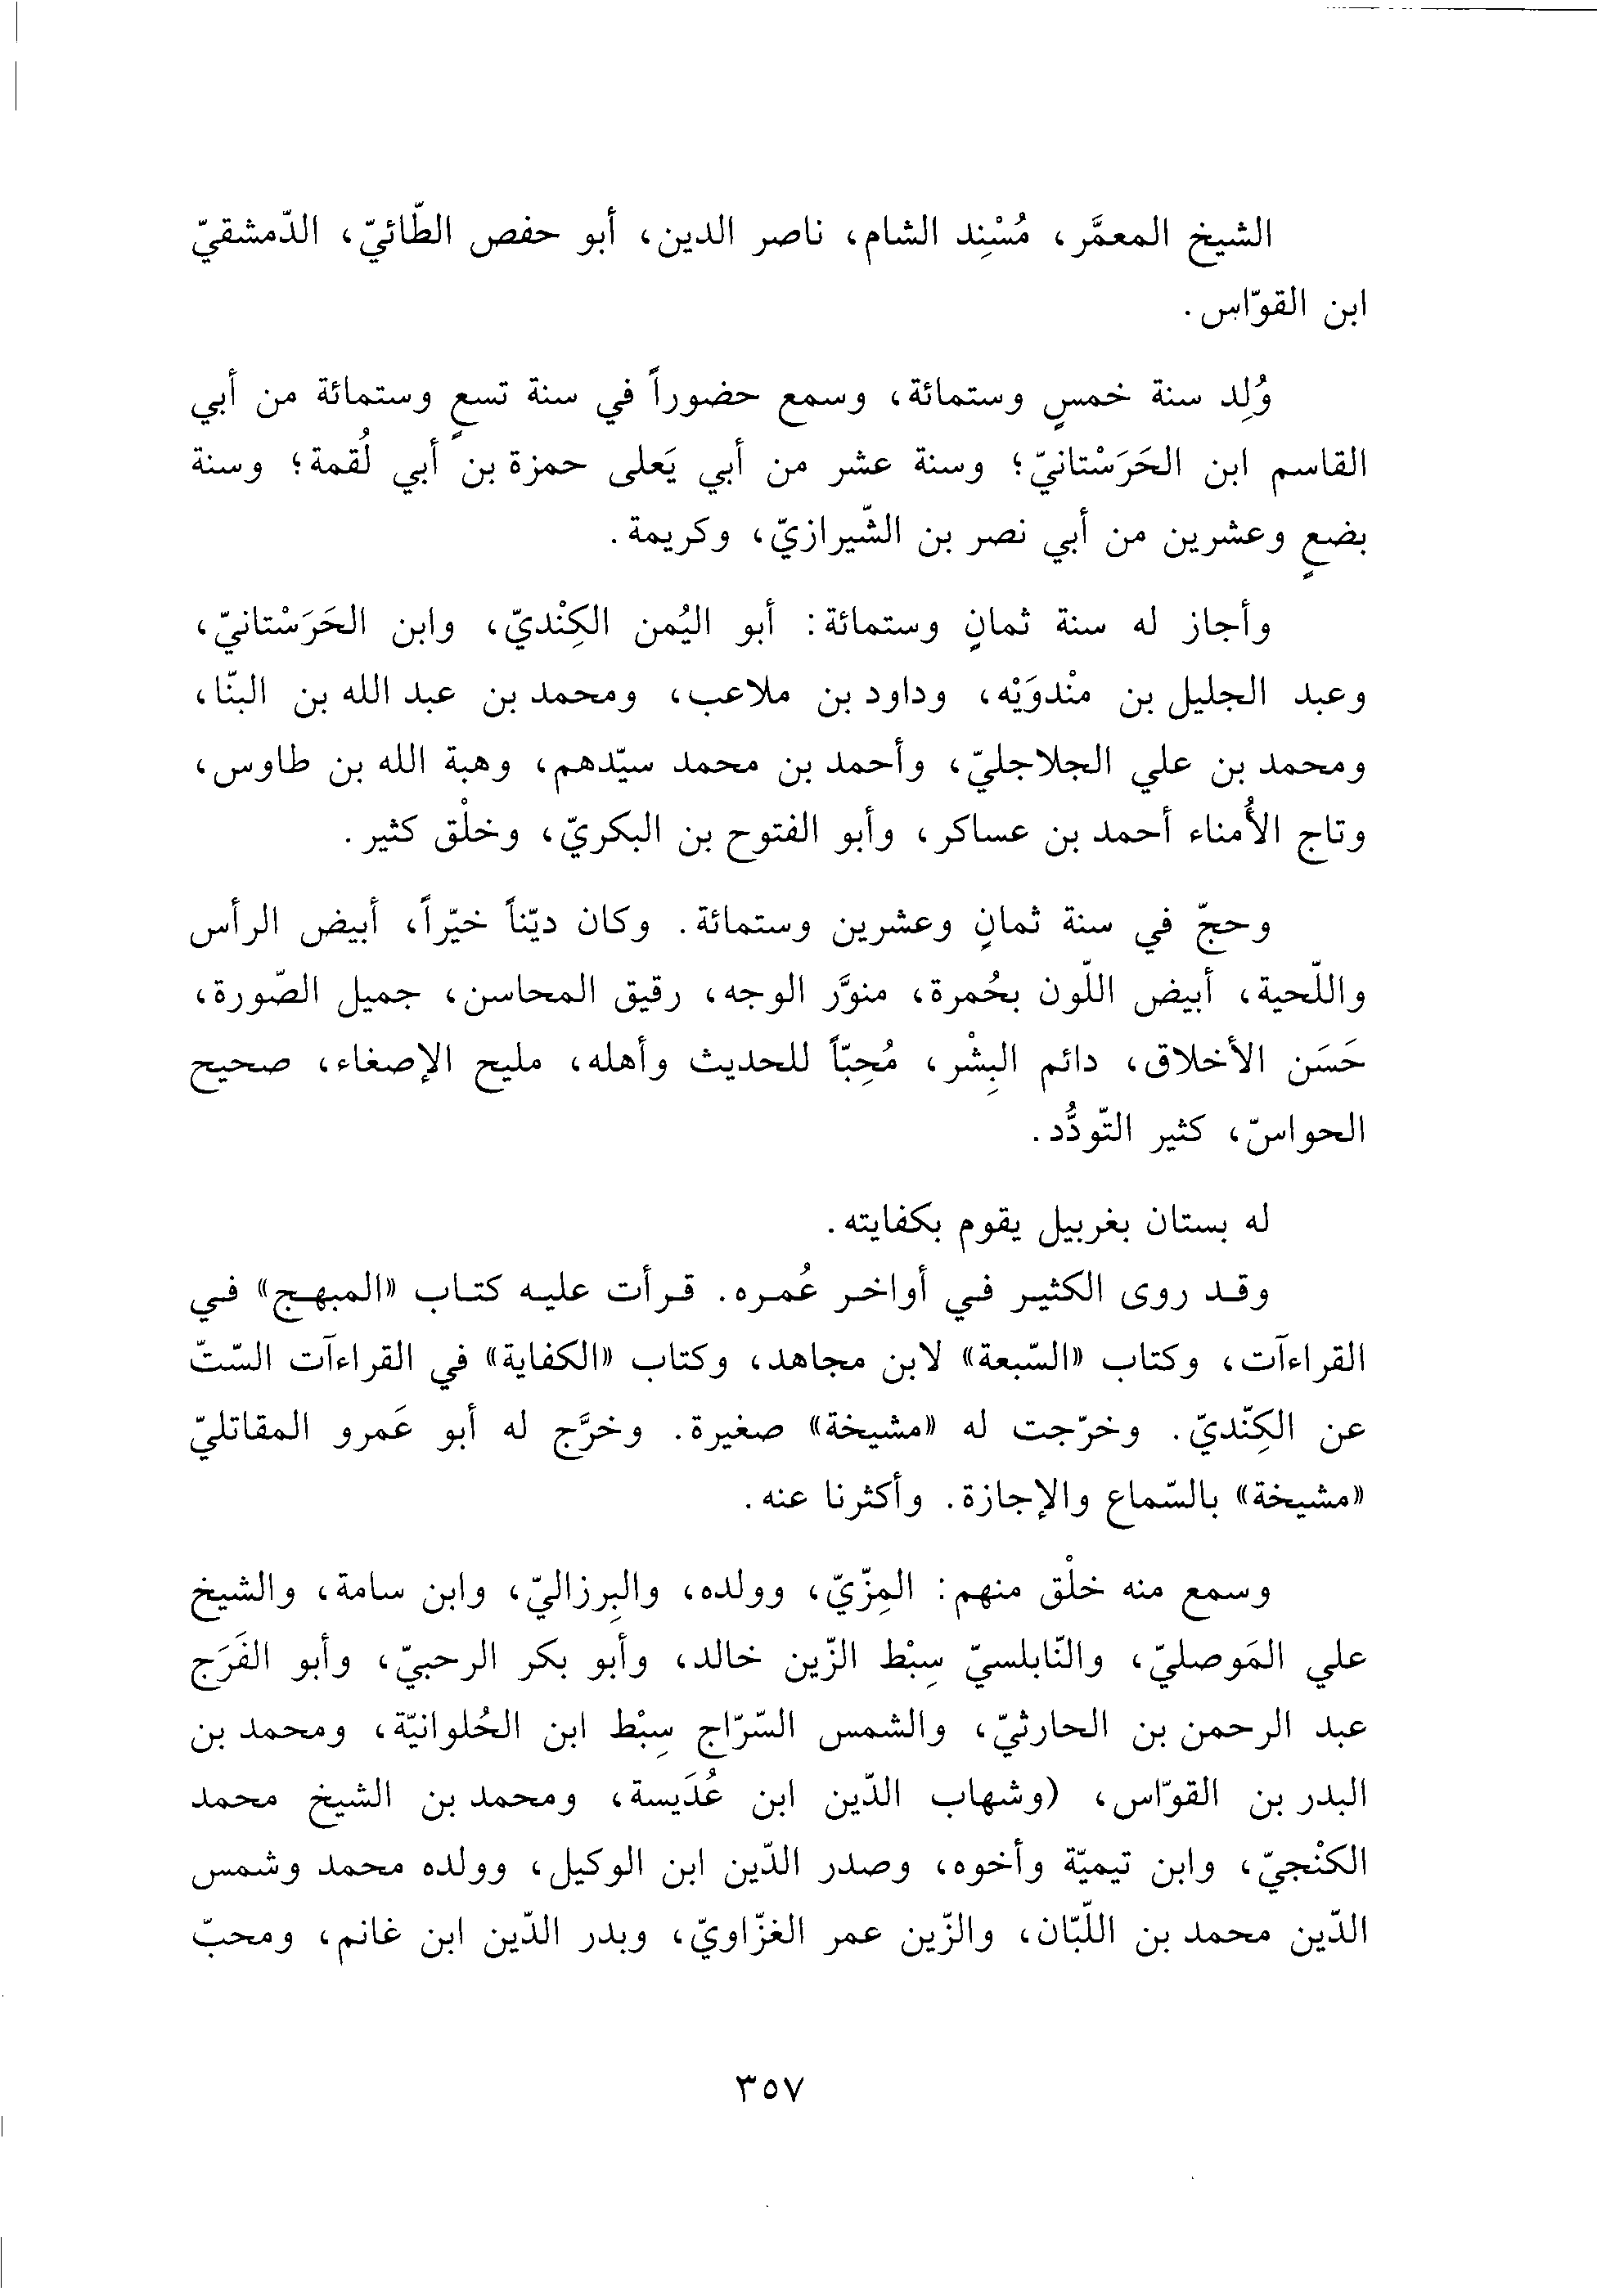 الشيخ المعمَّر، مُسْنِد الشام، ناصر الدين، أبو حفص الطّائيّ، الدّمشقيّ
ابن القوّاس.
وُلِد سنة خمسٍ وستمائة، وسمع حضوراً في سنة تسعٍ وستمائة من أبي
القاسم ابن الحَرَسْتانيّ؛ وسنة عشر من أبي يَعلى حمزة بن أبي لُقمة؛ وسنة
بضعٍ وعشرين من أبي نصر بن الشّيرازيّ، وكريمة.
وأجاز له سنة ثمانٍ وستمائة: أبو اليُمن الكِنْديّ، وابن الحَرَسْتانيّ،
وعبد الجليل بن مـْندوَيْه، وداود بن ملاعب، ومحمد بن عبد الله بن البنّا،
ومحمد بن علي الجلاجليّ، وأحمد بن محمد سيّدهم، وهبة الله بن طاوس،
وتاج الأُمناء أحمد بن عساكر، وأبو الفتوح بن البكريّ، وخلْق كثير.
وحجّ في سنة ثمانٍ وعشرين وستمائة. وكان ديّناً خيّراً، أبيض الرأس
واللّحية، أبيض اللّون بحُمرة، منوَّر الوجه، رقيق المحاسن، جميل الصّورة،
حَسَن الأخلاق، دائم البِشْر، مُحِبّاً للحديث وأهله، مليح الإصغاء، صحيح
الحواسّ، كثير التّودُّد.
له بستان بغربيل يقوم بكفايته.
وقد روى الكثير في أواخر عُمره. قرأت عليه كتاب «المبهج» في
القراءآت، وكتاب «السّبعة» لابن مجاهد، وكتاب «الكفاية» في القراءآت السّتّ
عن الكِنّديّ. وخرّجت له «مشيخة» صغيرة. وخرَّج له أبو عَمرو المقاتليّ
«مشيخة» بالسّماع والإجازة. وأكثرنا عنه.
وسمع منه خلْق منهم: المِزّيّ، وولده، والبِرزاليّ، وابن سامة، والشيخ
علي المَوصليّ، والنّابلسيّ سِبْط الزّين خالد، وأبو بكر الرحبيّ، وأبو الفَرَج
عبد الرحمن بن الحارثيّ، والشمس السّرّاج سِبْط ابن الحُلوانيّة، ومحمد بن
البدر بن القوّاس، (وشهاب الدّين ابن عُدَيسة، ومحمد بن الشيخ محمد
الكنْجيّ، وابن تيميّة وأخوه، وصدر الدّين ابن الوكيل، وولده محمد وشمس
الدّين محمد بن اللّبّان، والزّين عمر الغزّاويّ، وبدر الدّين ابن غانم، ومحبّ
٣٥٧